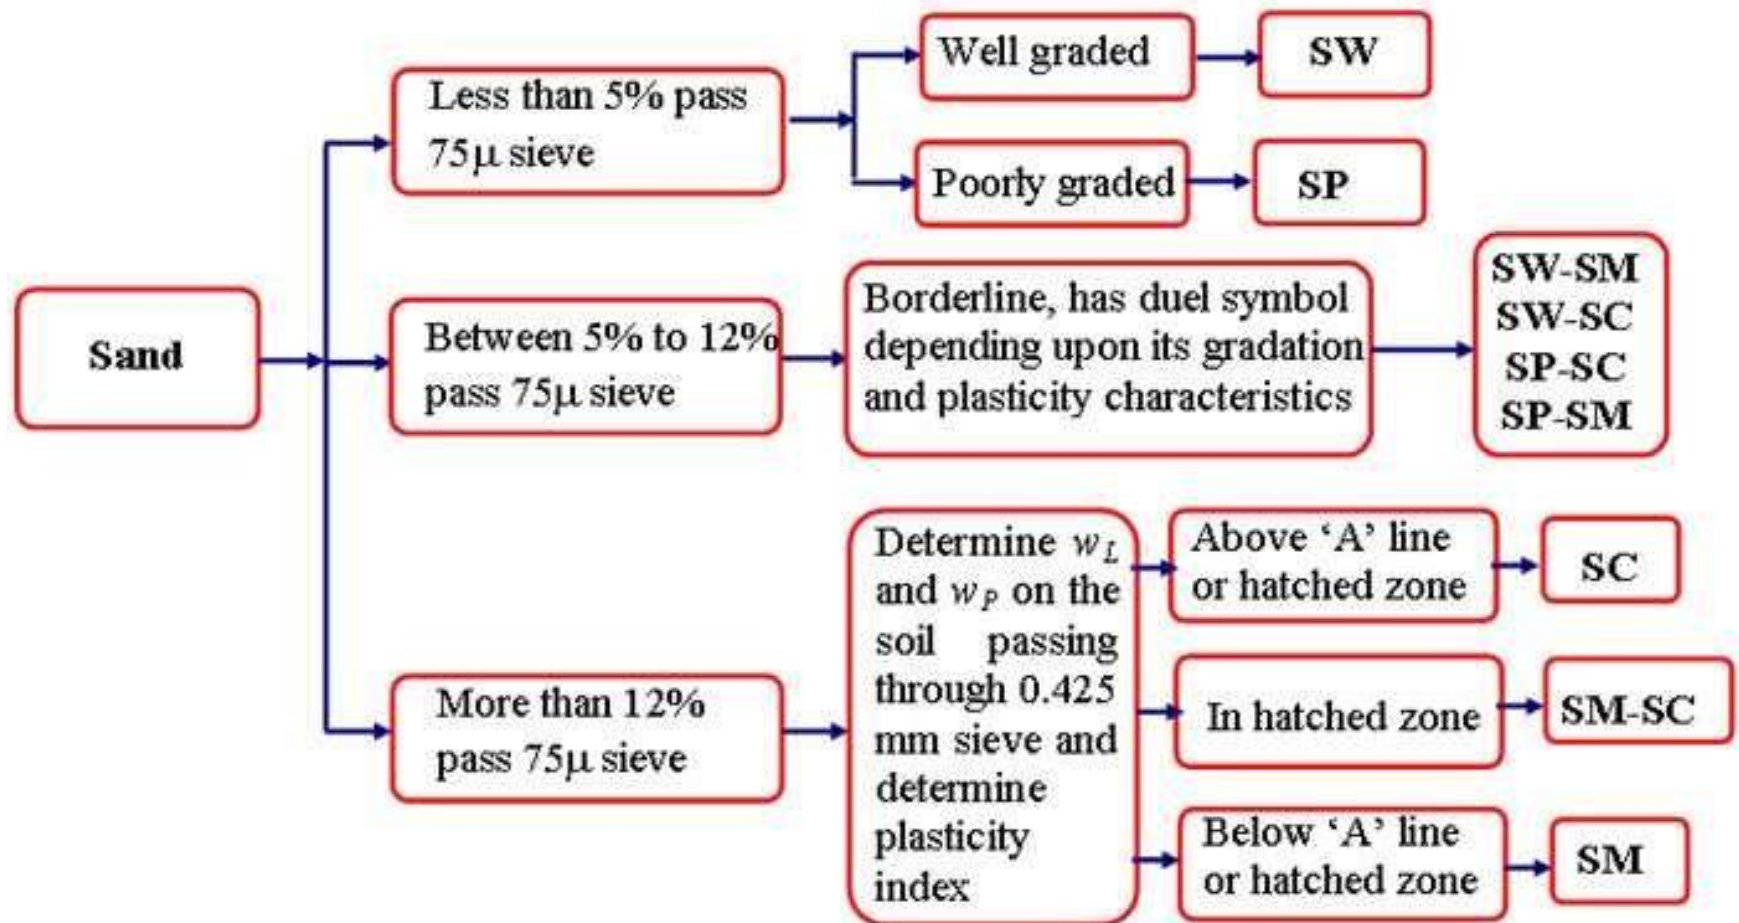 Sand
Less than 5% pass
75μ sieve
Well graded
SW
Poorly graded
SP
Between 5% to 12%
pass 75μ sieve
Borderline, has duel symbol
depending upon its gradation
and plasticity characteristics
SW-SM
SW-SC
SP-SC
SP-SM
More than 12%
pass 75μ sieve
Determine w_L
and w_P on the
soil passing
through 0.425
mm sieve and
determine
plasticity
index
Above ‘A’ line
or hatched zone
SC
In hatched zone
SM-SC
Below ‘A’ line
or hatched zone
SM